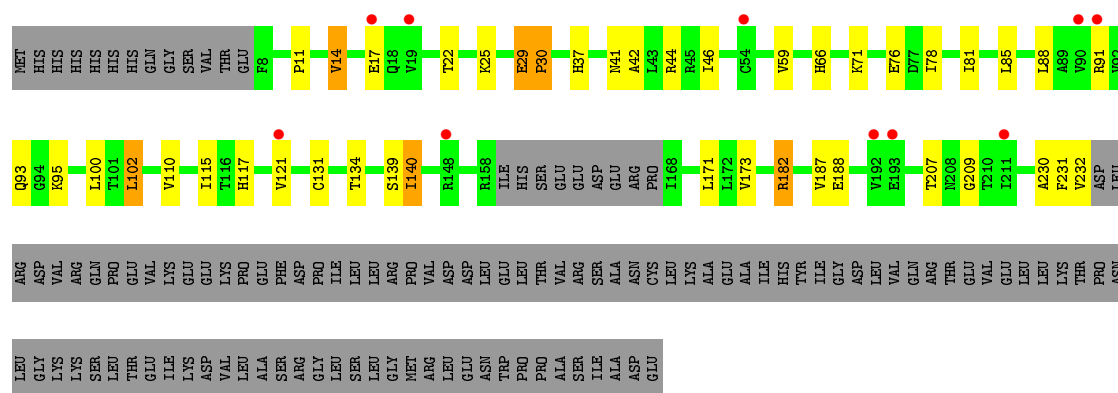 MET HIS HIS HIS HIS HIS HIS GLN GLY SER VAL THR GLU F8 P11 V14 E17 Q18 V19 T22 K25 E29 P30 H37 N41 A42 L43 R44 R45 I46 C54 V59 H66 K71 E76 D77 I78 I81 L85 L88 A89 V90 R91 V92
Q93 G94 K95 L100 T101 L102 V110 I115 T116 H117 V121 C131 T134 S139 I140 R148 R158 ILE HIS SER GLU GLU ASP GLU ARG PRO I168 L171 L172 V173 R182 V187 E188 V192 E193 T207 N208 G209 T210 I211 A230 F231 V232 ASP LEU
ARG ASP VAL ARG GLN PRO GLU VAL LYS GLU GLU LYS PRO GLU PHE ASP PRO ILE LEU LEU ARG PRO VAL ASP ASP LEU GLU LEU THR VAL ARG SER ALA ASN CYS LEU LYS ALA GLU ALA ILE HIS TYR ILE GLY ASP LEU VAL GLN ARG THR GLU VAL GLU LEU LEU LYS THR PRO ASN
LEU GLY LYS LYS SER LEU THR GLU ILE LYS ASP VAL LEU ALA SER ARG GLY LEU SER LEU GLY MET ARG LEU GLU ASN TRP PRO PRO ALA SER ILE ALA ASP GLU